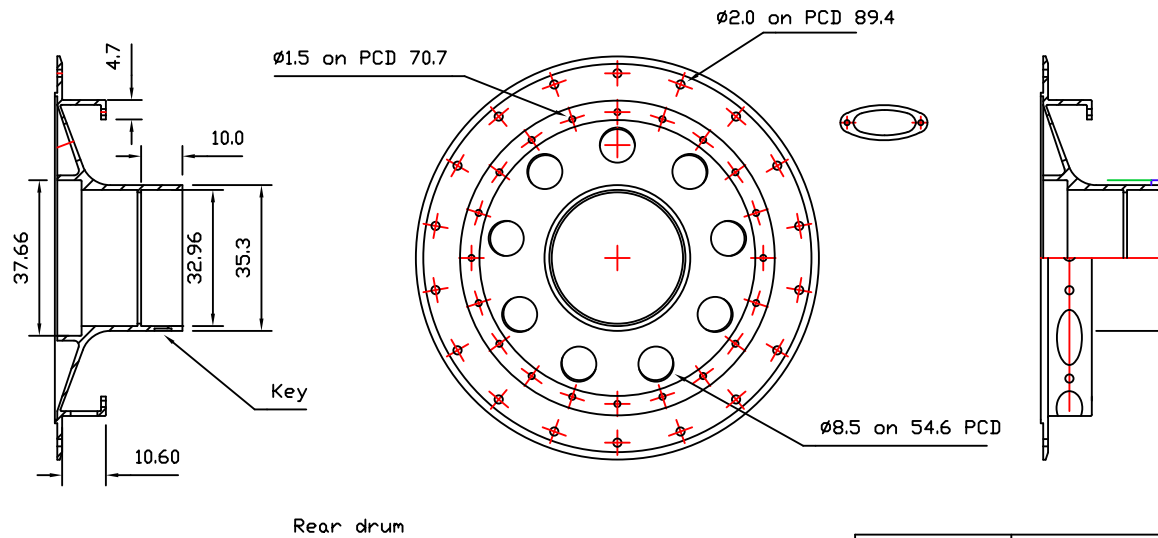 ø2.0 on PCD 89.4
ø1.5 on PCD 70.7
4.7
10.0
37.66
32.96
35.3
Key
ø8.5 on 54.6 PCD
10.60
Rear drum